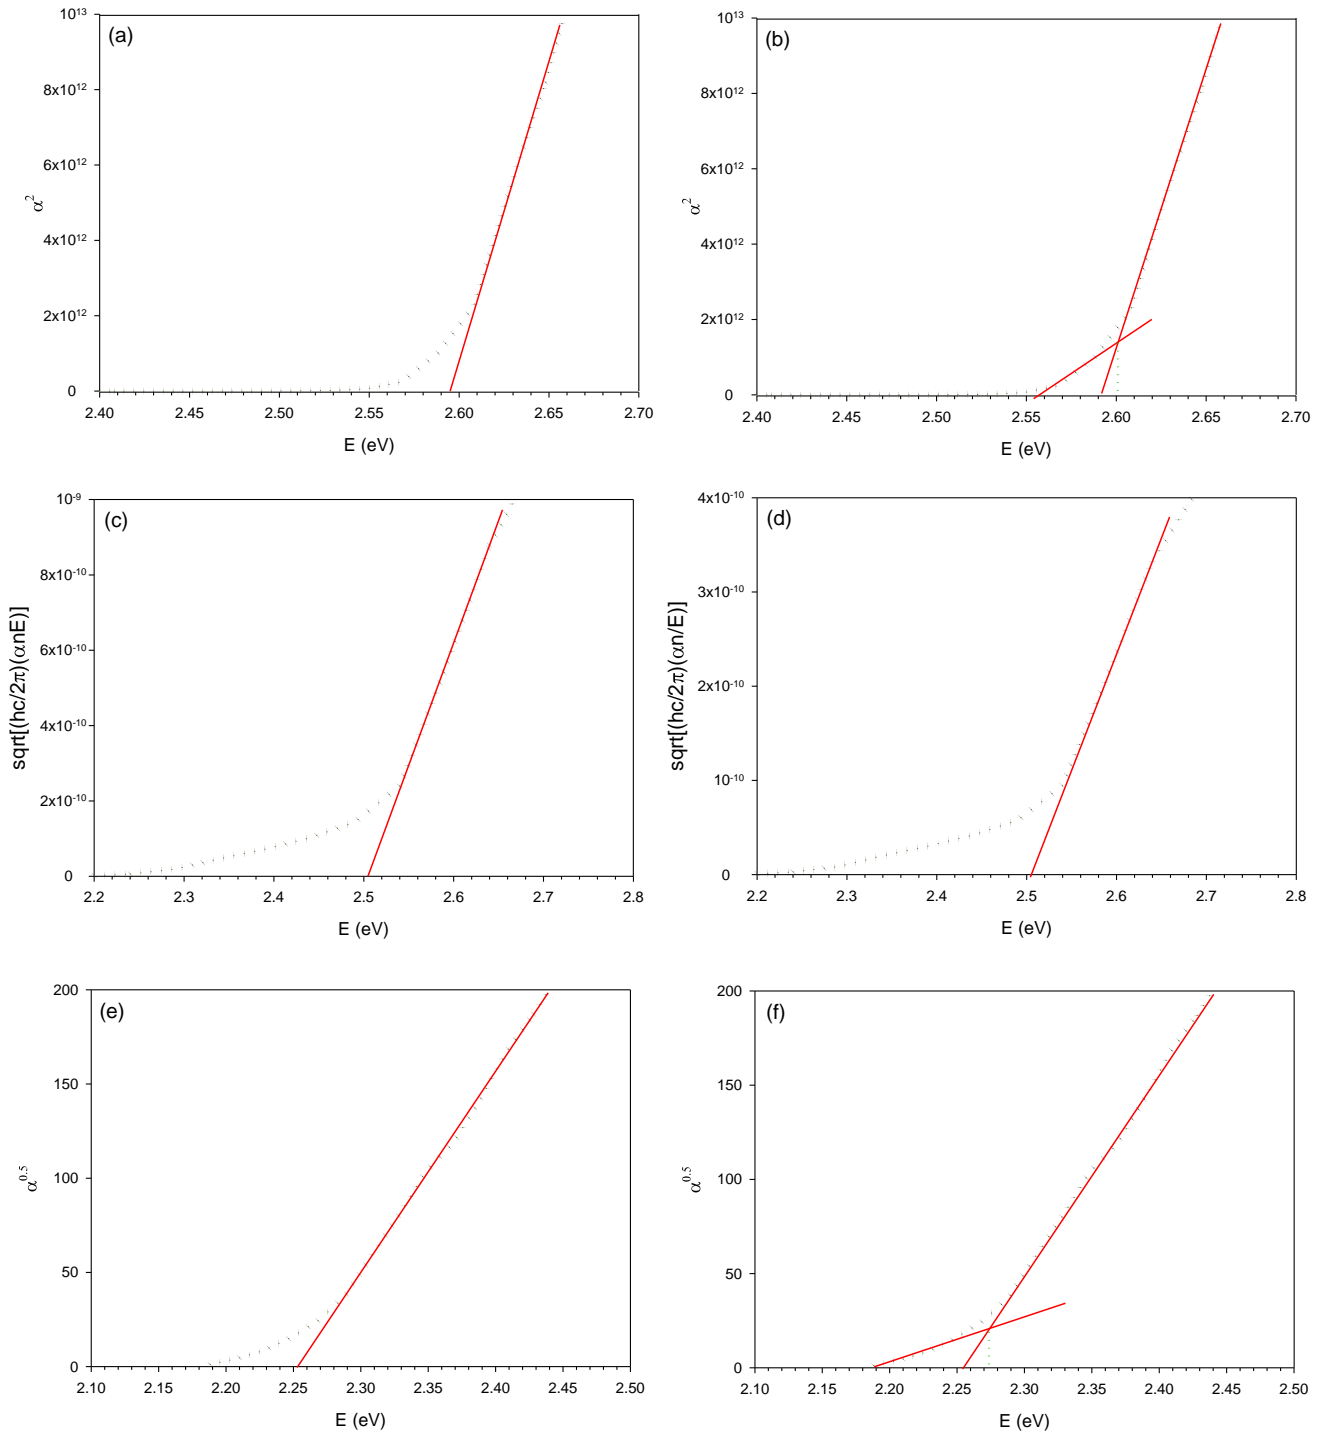 (a)
10¹³
8x10¹²
6x10¹²
4x10¹²
2x10¹²
0
α²
2.40 2.45 2.50 2.55 2.60 2.65 2.70
E (eV)
(b)
10¹³
8x10¹²
6x10¹²
4x10¹²
2x10¹²
0
α²
2.40 2.45 2.50 2.55 2.60 2.65 2.70
E (eV)
(c)
10⁻⁹
8x10⁻¹⁰
6x10⁻¹⁰
4x10⁻¹⁰
2x10⁻¹⁰
0
sqrt[(hc/2π)(αnE)]
2.2 2.3 2.4 2.5 2.6 2.7 2.8
E (eV)
(d)
4x10⁻¹⁰
3x10⁻¹⁰
2x10⁻¹⁰
10⁻¹⁰
0
sqrt[(hc/2π)(αn/E)]
2.2 2.3 2.4 2.5 2.6 2.7 2.8
E (eV)
(e)
200
150
100
50
0
α⁰·⁵
2.10 2.15 2.20 2.25 2.30 2.35 2.40 2.45 2.50
E (eV)
(f)
200
150
100
50
0
α⁰·⁵
2.10 2.15 2.20 2.25 2.30 2.35 2.40 2.45 2.50
E (eV)